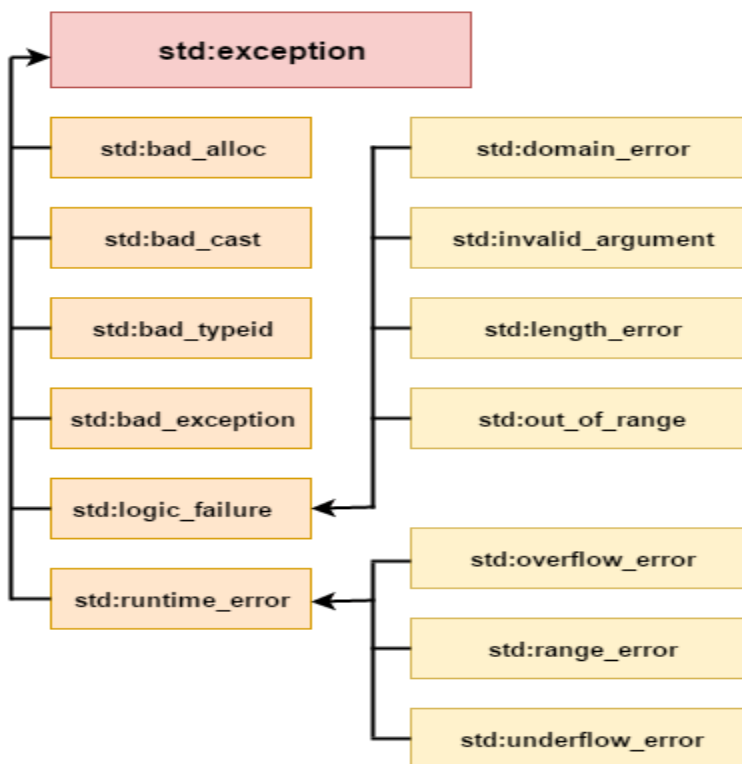 std:exception
std:bad_alloc
std:bad_cast
std:bad_typeid
std:bad_exception
std:logic_failure
std:runtime_error
std:domain_error
std:invalid_argument
std:length_error
std:out_of_range
std:overflow_error
std:range_error
std:underflow_error